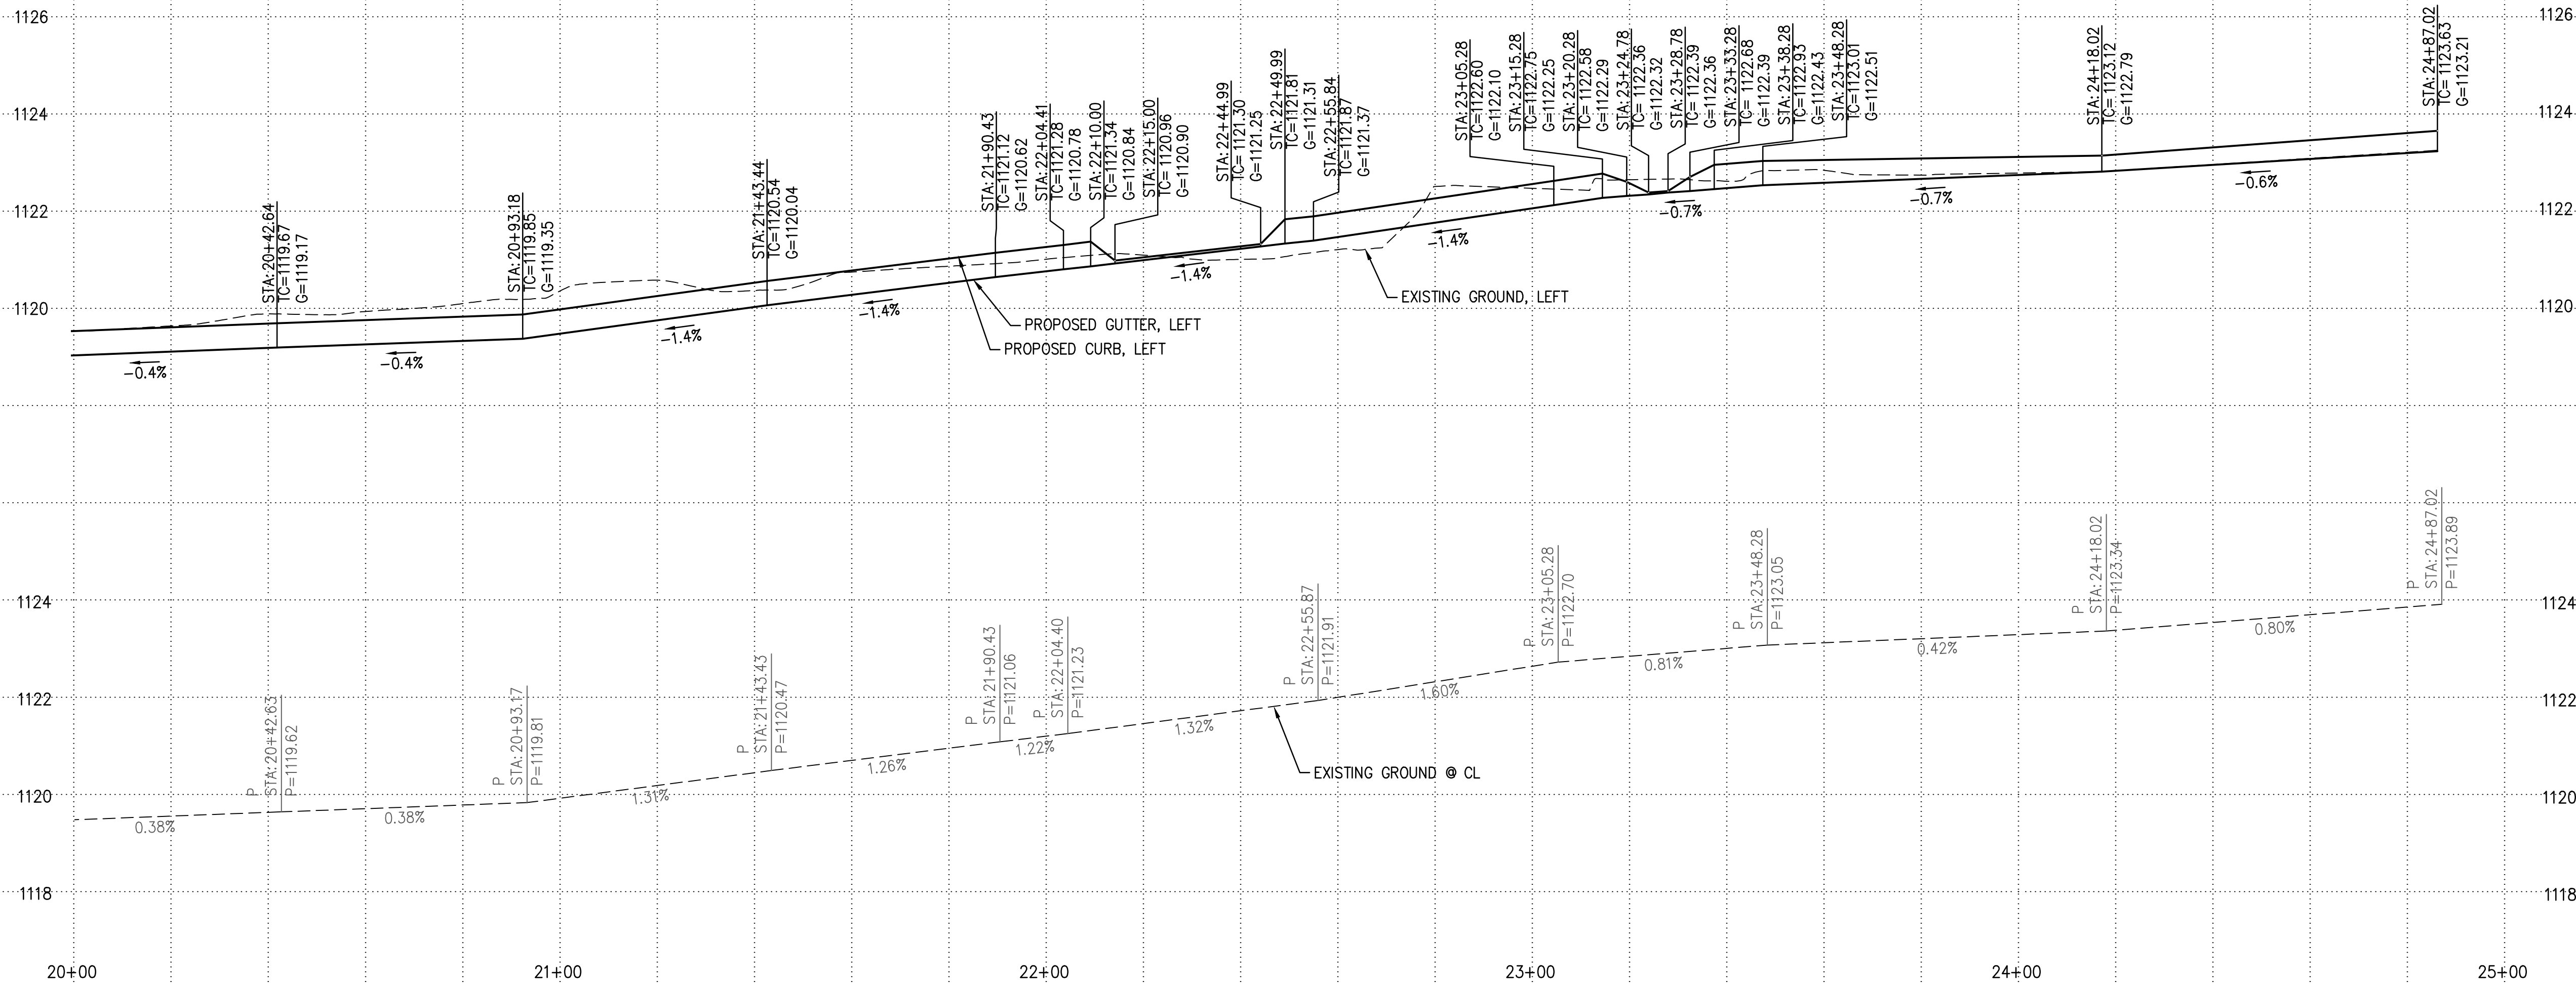 1126
1124
1122
1120
1126
1124
1122
1120
STA:20+42.64
TC=1119.67
G=1119.17
STA:20+93.18
TC=1119.85
G=1119.35
STA:21+43.44
TC=1120.54
G=1120.04
STA:21+90.43
TC=1121.12
G=1120.62
STA:22+04.41
TC=1121.28
G=1120.78
STA:22+10.00
TC=1121.34
G=1120.84
STA:22+15.00
TC=1120.96
G=1120.90
STA:22+44.99
TC= 1121.30
G=1121.25
STA:22+49.99
TC=1121.81
G=1121.31
STA:22+55.84
TC=1121.87
G=1121.37
STA:23+05.28
TC=1122.60
G=1122.10
STA:23+15.28
TC=1122.75
G=1122.25
STA:23+20.28
TC= 1122.58
G=1122.29
STA:23+24.78
TC= 1122.36
G=1122.32
STA:23+28.78
TC= 1122.39
G=1122.36
STA:23+33.28
TC= 1122.68
G=1122.39
STA:23+38.28
TC=1122.93
G=1122.43
STA:23+48.28
TC=1123.01
G=1122.51
STA:24+18.02
TC= 1123.12
G=1122.79
STA:24+87.02
TC= 1123.63
G=1123.21
-0.4%
-0.4%
-1.4%
-1.4%
-1.4%
-1.4%
-0.7%
-0.7%
-0.6%
EXISTING GROUND, LEFT
PROPOSED GUTTER, LEFT
PROPOSED CURB, LEFT
1124
1122
1120
1118
1124
1122
1120
1118
P
STA:20+42.63
P=1119.62
P
STA:20+93.17
P=1119.81
P
STA:21+43.43
P=1120.47
P
STA:21+90.43
P=1121.06
P
STA:22+04.40
P=1121.23
P
STA:22+55.87
P=1121.91
P
STA:23+05.28
P=1122.70
P
STA:23+48.28
P=1123.05
P
STA:24+18.02
P=1123.34
P
STA:24+87.02
P=1123.89
0.38%
0.38%
1.31%
1.26%
1.22%
1.32%
1.60%
0.81%
0.42%
0.80%
EXISTING GROUND @ CL
20+00
21+00
22+00
23+00
24+00
25+00